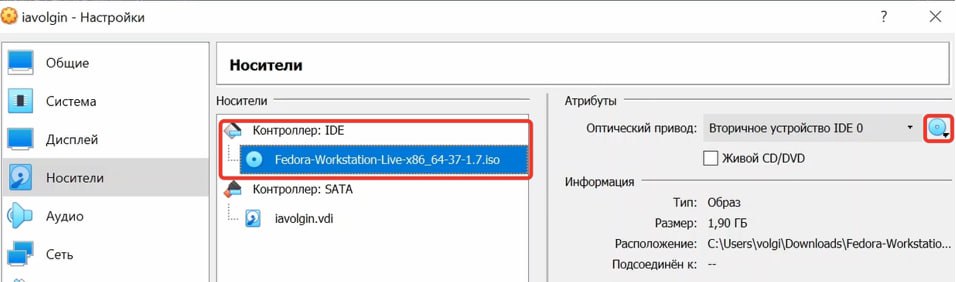 iavolgin - Настройки
Общие
Система
Дисплей
Носители
Аудио
Сеть
Носители
Носители
Контроллер: IDE
Fedora-Workstation-Live-x86_64-37-1.7.iso
Контроллер: SATA
iavolgin.vdi
Атрибуты
Оптический привод: Вторичное устройство IDE 0
Живой CD/DVD
Информация
Тип: Образ
Размер: 1,90 ГБ
Расположение: C:\Users\volgi\Downloads\Fedora-Workstatio...
Подсоединён к: --